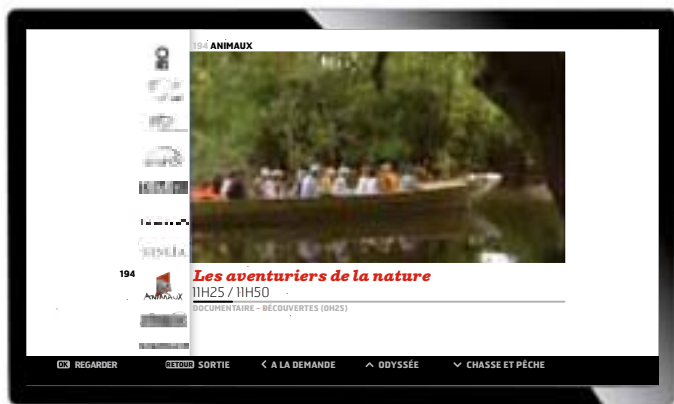 194 ANIMAUX
194
ANIMAUX
Les aventuriers de la nature
11H25 / 11H50
DOCUMENTAIRE - DÉCOUVERTES (0H25)
OK REGARDER RETOUR SORTIE < A LA DEMANDE ^ ODYSSÉE ∨ CHASSE ET PÊCHE